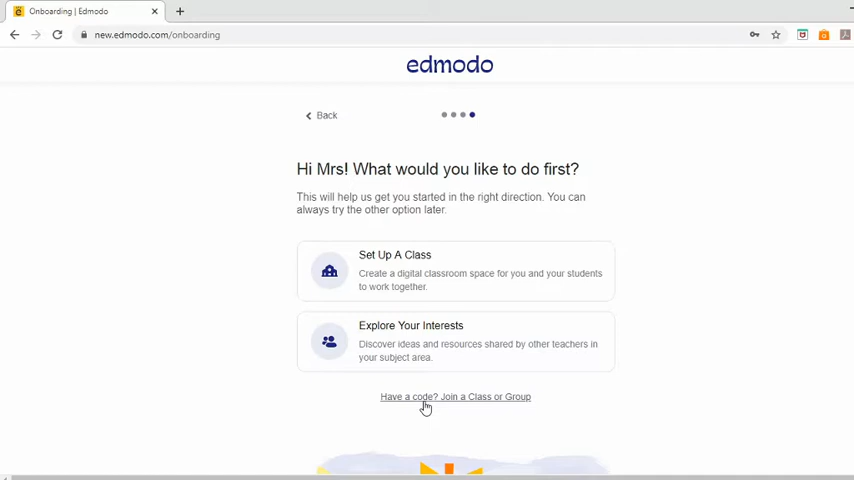 Onboarding | Edmodo
new.edmodo.com/onboarding
edmodo
Back
Hi Mrs! What would you like to do first?
This will help us get you started in the right direction. You can
always try the other option later.
Set Up A Class
Create a digital classroom space for you and your students
to work together.
Explore Your Interests
Discover ideas and resources shared by other teachers in
your subject area.
Have a code? Join a Class or Group